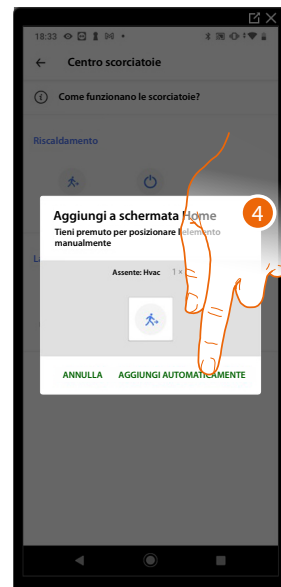 18:33
Centro scorciatoie
Come funzionano le scorciatoie?
Riscaldamento
Aggiungi a schermata Home
4
Tieni premuto per posizionare l'elemento
manualmente
Assente: Hvac 1 ×
ANNULLA AGGIUNGI AUTOMATICAMENTE